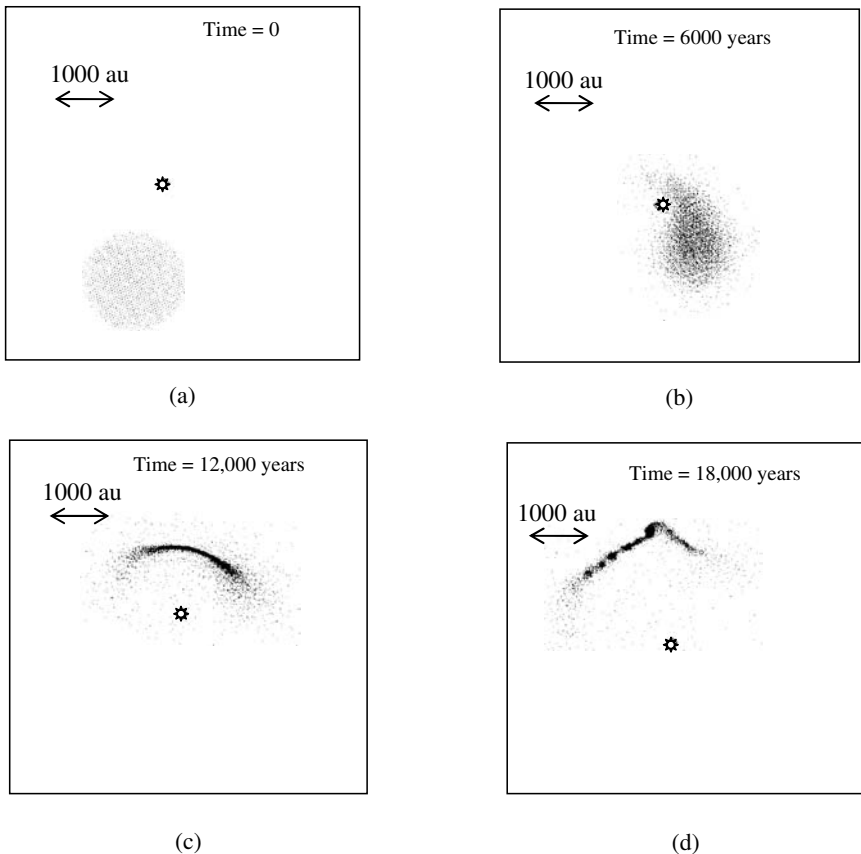 Time = 0
1000 au
(a)
Time = 6000 years
1000 au
(b)
Time = 12,000 years
1000 au
(c)
Time = 18,000 years
1000 au
(d)